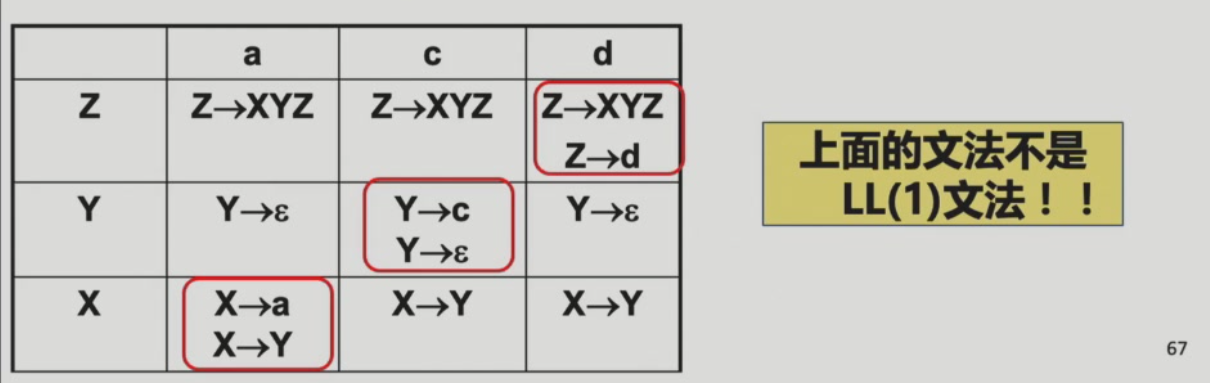 a c d
Z Z→XYZ Z→XYZ Z→XYZ
Z→d
Y Y→ε Y→c Y→ε
Y→ε
X X→a X→Y X→Y
X→Y
上面的文法不是
LL(1)文法！！
67